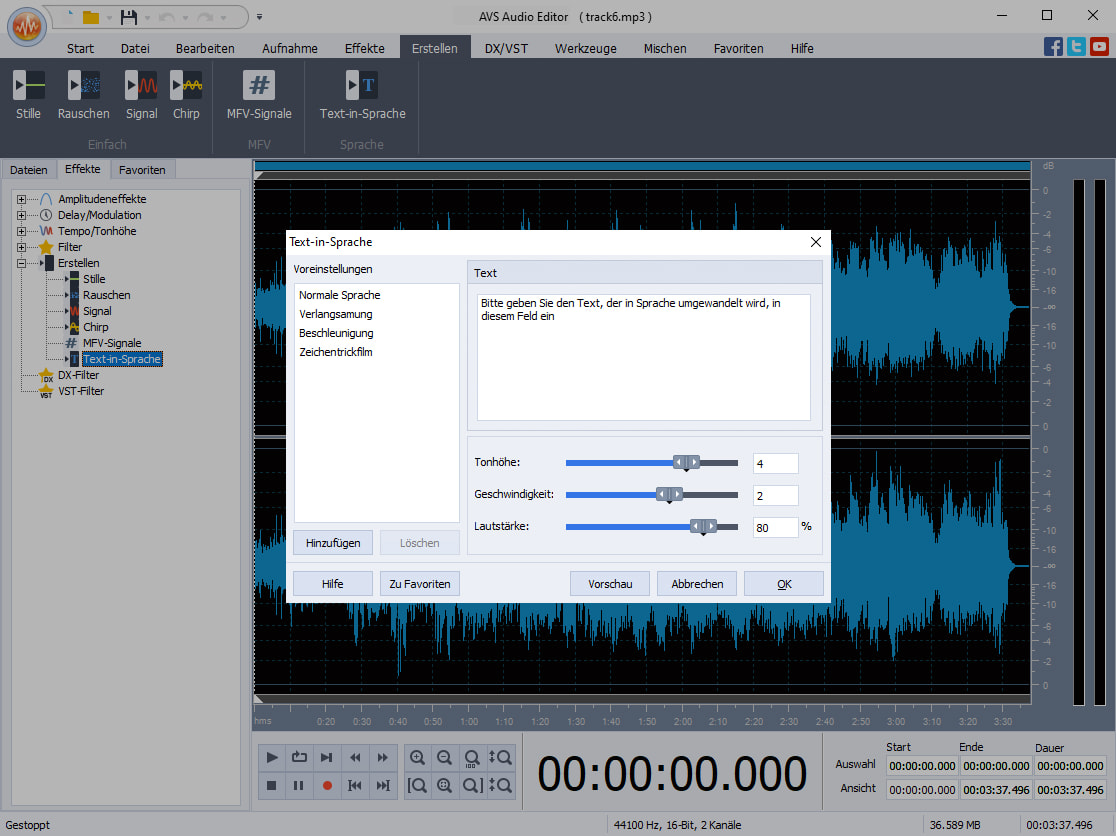 AVS Audio Editor ( track6.mp3 )
Start Datei Bearbeiten Aufnahme Effekte Erstellen DX/VST Werkzeuge Mischen Favoriten Hilfe
Stille Rauschen Signal Chirp MFV-Signale Text-in-Sprache
Einfach MFV Sprache
Dateien Effekte Favoriten
Amplitudeneffekte
Delay/Modulation
Tempo/Tonhöhe
Filter
Erstellen
Stille
Rauschen
Signal
Chirp
MFV-Signale
Text-in-Sprache
DX-Filter
VST-Filter
Text-in-Sprache
Voreinstellungen
Normale Sprache
Verlangsamung
Beschleunigung
Zeichentrickfilm
Hinzufügen Löschen
Text
Bitte geben Sie den Text, der in Sprache umgewandelt wird, in
diesem Feld ein
Tonhöhe: 4
Geschwindigkeit: 2
Lautstärke: 80 %
Hilfe Zu Favoriten Vorschau Abbrechen OK
dB
0
-2
-4
-6
-10
-16
-∞
-16
-10
-6
-4
-2
0
0
-2
-4
-6
-10
-16
-∞
-16
-10
-6
-4
-2
0
hms 0:20 0:30 0:40 0:50 1:00 1:10 1:20 1:30 1:40 1:50 2:00 2:10 2:20 2:30 2:40 2:50 3:00 3:10 3:20 3:30
00:00:00.000
Start Ende Dauer
Auswahl 00:00:00.000 00:00:00.000 00:00:00.000
Ansicht 00:00:00.000 00:03:37.496 00:03:37.496
Gestoppt 44100 Hz, 16-Bit, 2 Kanäle 36.589 MB 00:03:37.496